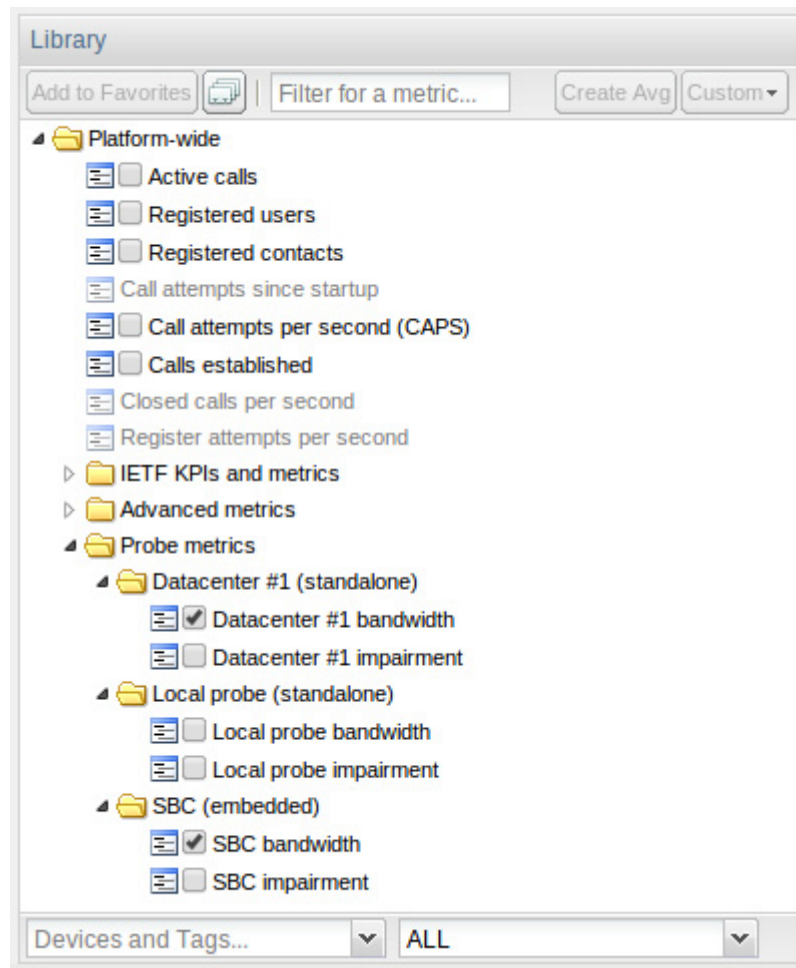 Library
Add to Favorites | Filter for a metric... Create Avg Custom
Platform-wide
Active calls
Registered users
Registered contacts
Call attempts since startup
Call attempts per second (CAPS)
Calls established
Closed calls per second
Register attempts per second
IETF KPIs and metrics
Advanced metrics
Probe metrics
Datacenter #1 (standalone)
Datacenter #1 bandwidth
Datacenter #1 impairment
Local probe (standalone)
Local probe bandwidth
Local probe impairment
SBC (embedded)
SBC bandwidth
SBC impairment
Devices and Tags... ALL